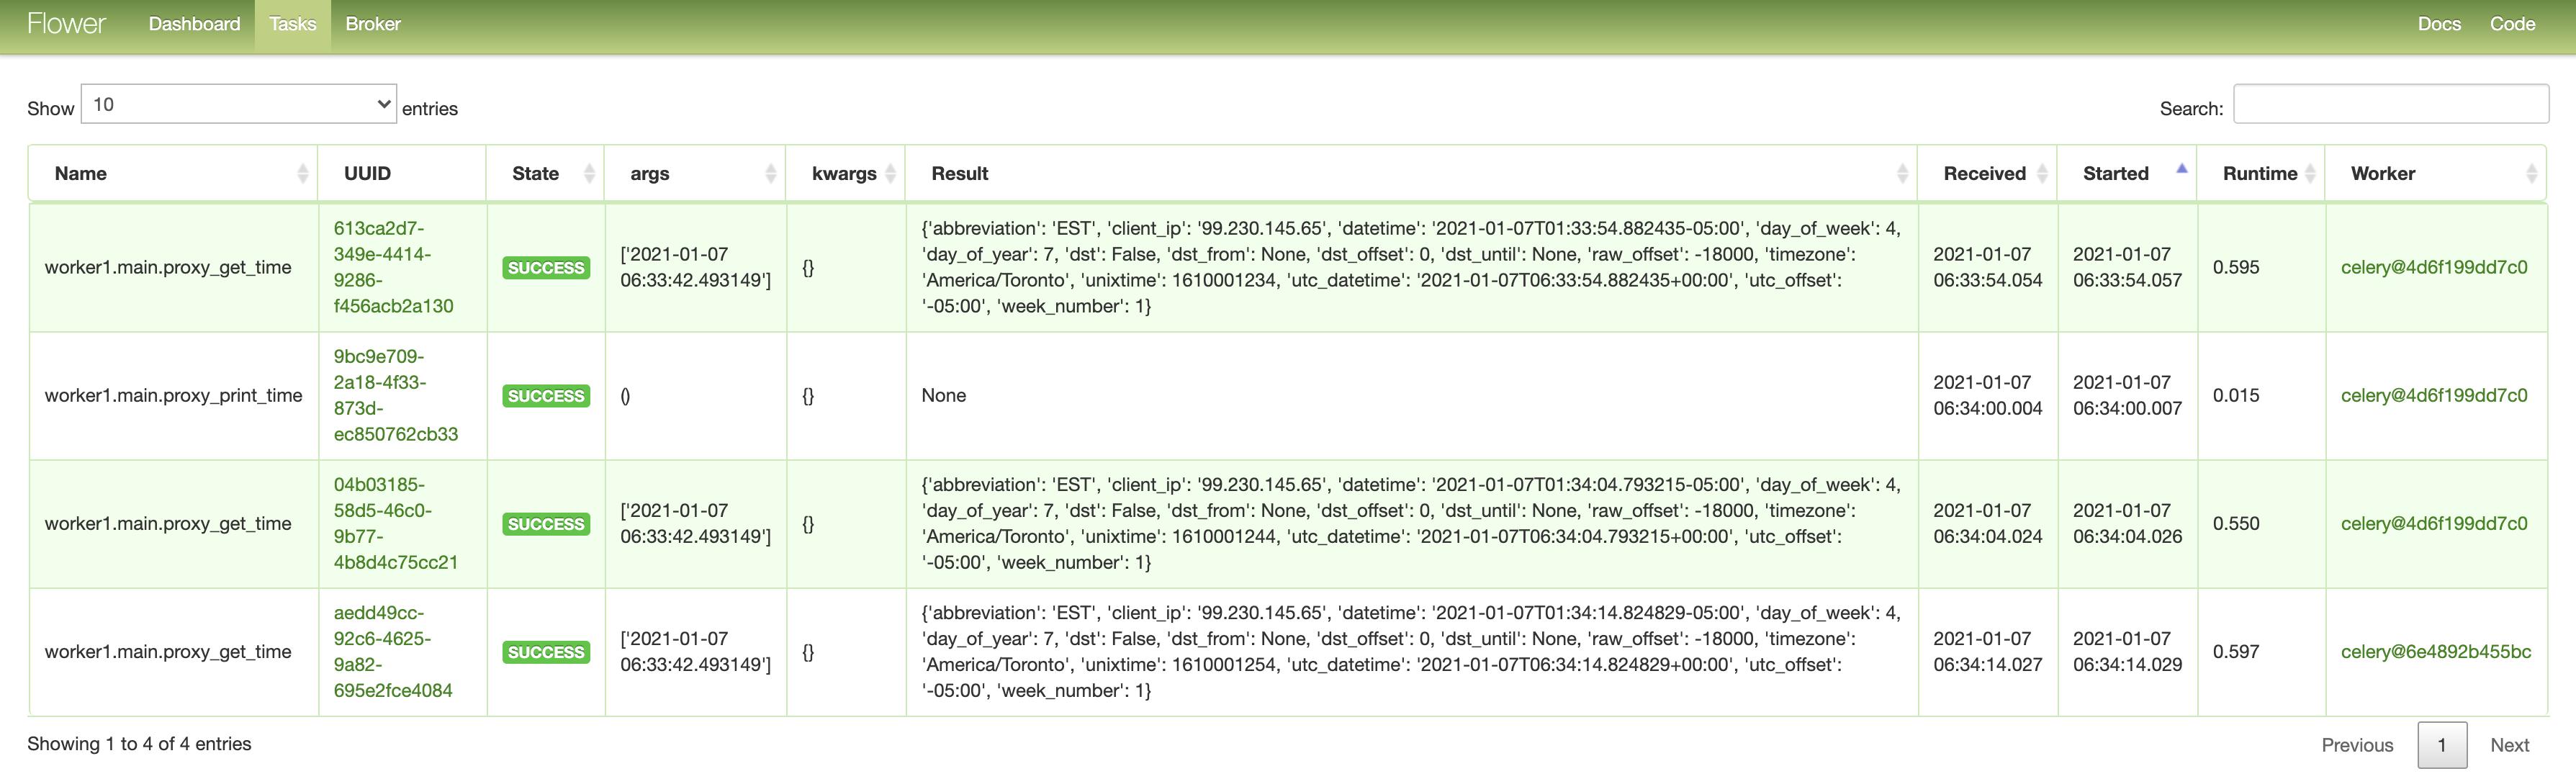 Flower Dashboard Tasks Broker Docs Code
Show 10 entries Search:
Name UUID State args kwargs Result Received Started Runtime Worker
worker1.main.proxy_get_time
613ca2d7-
349e-4414-
9286-
f456acb2a130
SUCCESS
['2021-01-07
06:33:42.493149']
{}
{'abbreviation': 'EST', 'client_ip': '99.230.145.65', 'datetime': '2021-01-07T01:33:54.882435-05:00', 'day_of_week': 4,
'day_of_year': 7, 'dst': False, 'dst_from': None, 'dst_offset': 0, 'dst_until': None, 'raw_offset': -18000, 'timezone':
'America/Toronto', 'unixtime': 1610001234, 'utc_datetime': '2021-01-07T06:33:54.882435+00:00', 'utc_offset':
'-05:00', 'week_number': 1}
2021-01-07
06:33:54.054
2021-01-07
06:33:54.057
0.595
celery@4d6f199dd7c0
worker1.main.proxy_print_time
9bc9e709-
2a18-4f33-
873d-
ec850762cb33
SUCCESS
()
{}
None
2021-01-07
06:34:00.004
2021-01-07
06:34:00.007
0.015
celery@4d6f199dd7c0
worker1.main.proxy_get_time
04b03185-
58d5-46c0-
9b77-
4b8d4c75cc21
SUCCESS
['2021-01-07
06:33:42.493149']
{}
{'abbreviation': 'EST', 'client_ip': '99.230.145.65', 'datetime': '2021-01-07T01:34:04.793215-05:00', 'day_of_week': 4,
'day_of_year': 7, 'dst': False, 'dst_from': None, 'dst_offset': 0, 'dst_until': None, 'raw_offset': -18000, 'timezone':
'America/Toronto', 'unixtime': 1610001244, 'utc_datetime': '2021-01-07T06:34:04.793215+00:00', 'utc_offset':
'-05:00', 'week_number': 1}
2021-01-07
06:34:04.024
2021-01-07
06:34:04.026
0.550
celery@4d6f199dd7c0
worker1.main.proxy_get_time
aedd49cc-
92c6-4625-
9a82-
695e2fce4084
SUCCESS
['2021-01-07
06:33:42.493149']
{}
{'abbreviation': 'EST', 'client_ip': '99.230.145.65', 'datetime': '2021-01-07T01:34:14.824829-05:00', 'day_of_week': 4,
'day_of_year': 7, 'dst': False, 'dst_from': None, 'dst_offset': 0, 'dst_until': None, 'raw_offset': -18000, 'timezone':
'America/Toronto', 'unixtime': 1610001254, 'utc_datetime': '2021-01-07T06:34:14.824829+00:00', 'utc_offset':
'-05:00', 'week_number': 1}
2021-01-07
06:34:14.027
2021-01-07
06:34:14.029
0.597
celery@6e4892b455bc
Showing 1 to 4 of 4 entries Previous 1 Next